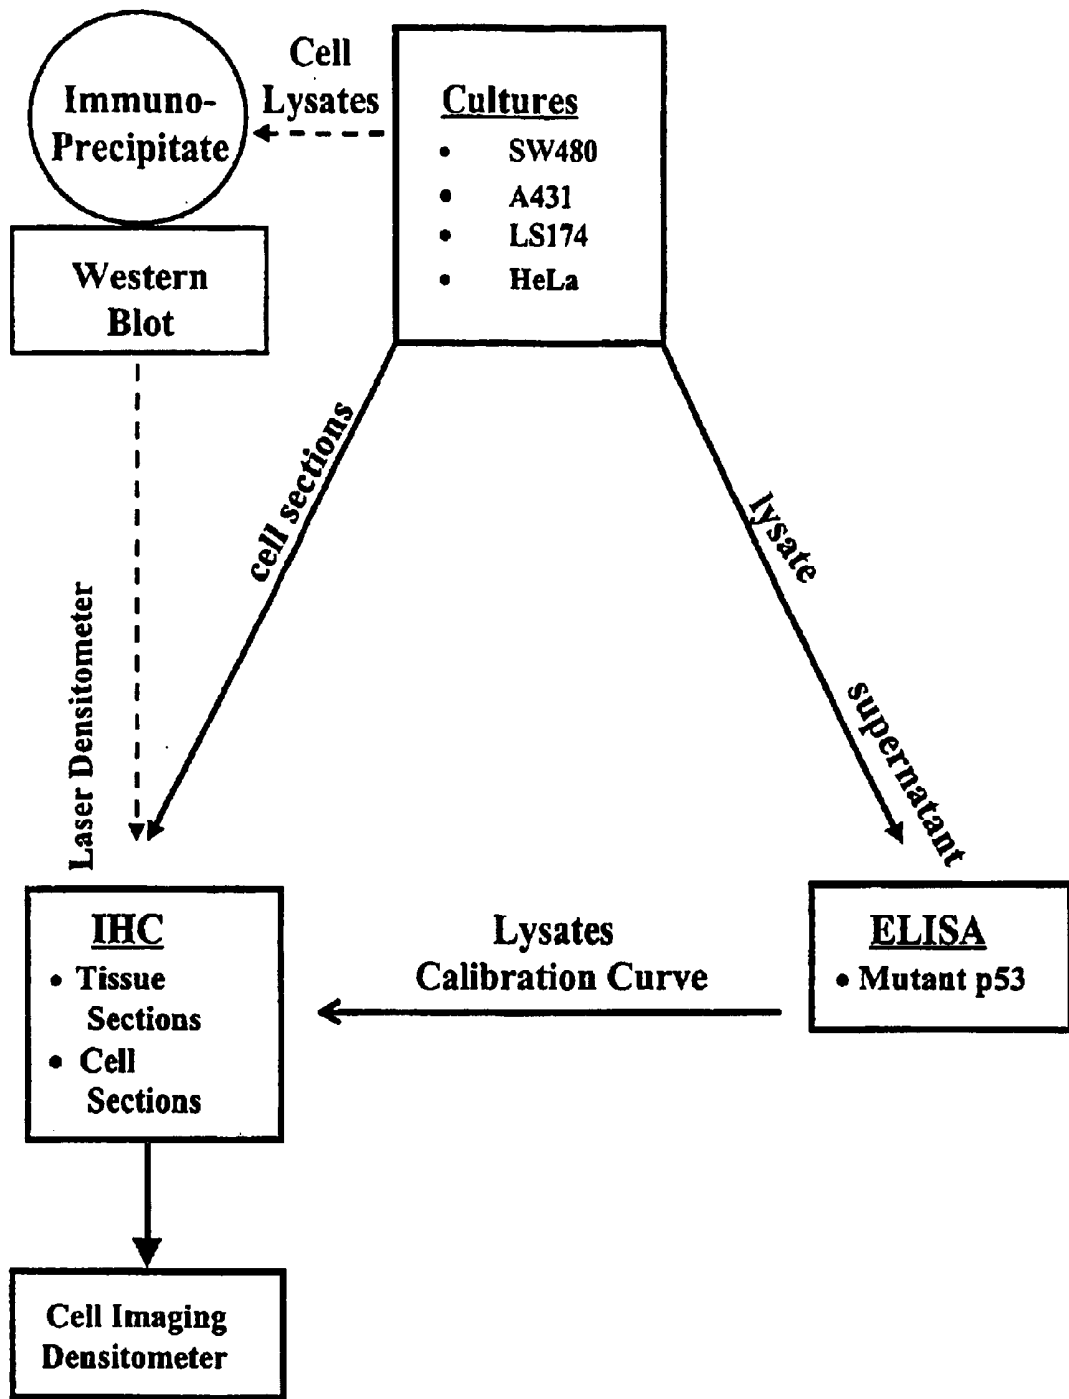 Cell
Lysates
Immuno-
Precipitate
Western
Blot
Cultures
• SW480
• A431
• LS174
• HeLa
cell sections
lysate
supernatant
Laser Densitometer
IHC
• Tissue
Sections
• Cell
Sections
Lysates
Calibration Curve
ELISA
• Mutant p53
Cell Imaging
Densitometer